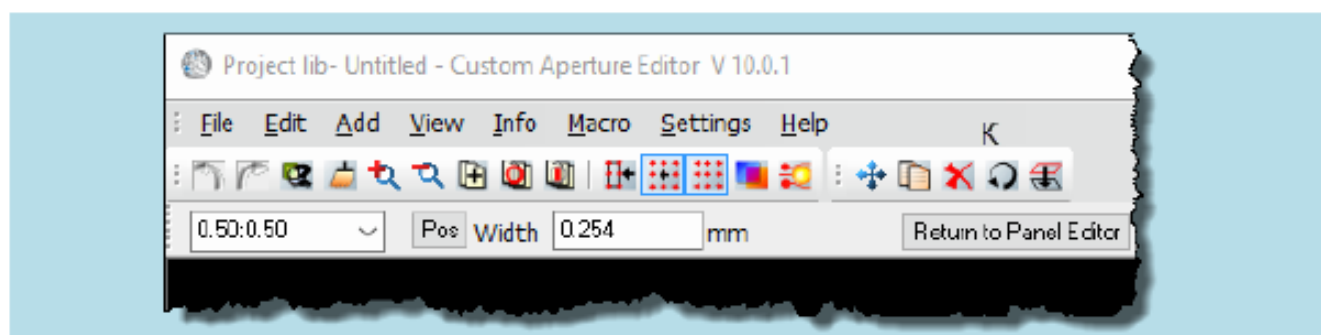 Project lib- Untitled - Custom Aperture Editor V 10.0.1
File Edit Add View Info Macro Settings Help
K
0.50:0.50 Pos Width 0.254 mm Return to Panel Editor